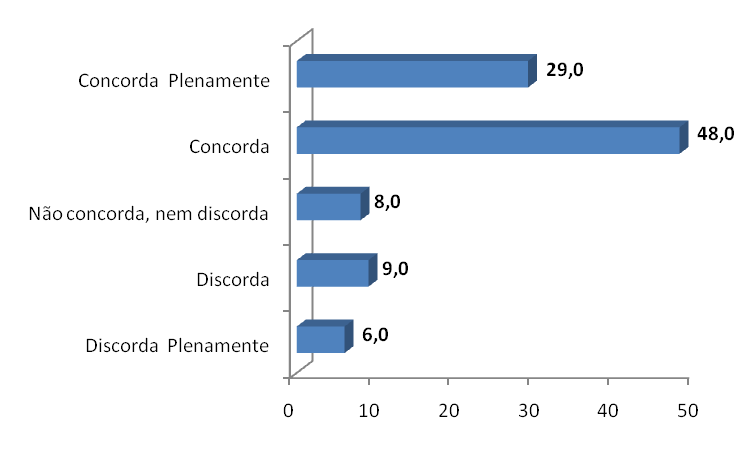 Concorda Plenamente 29,0
Concorda 48,0
Não concorda, nem discorda 8,0
Discorda 9,0
Discorda Plenamente 6,0
0 10 20 30 40 50